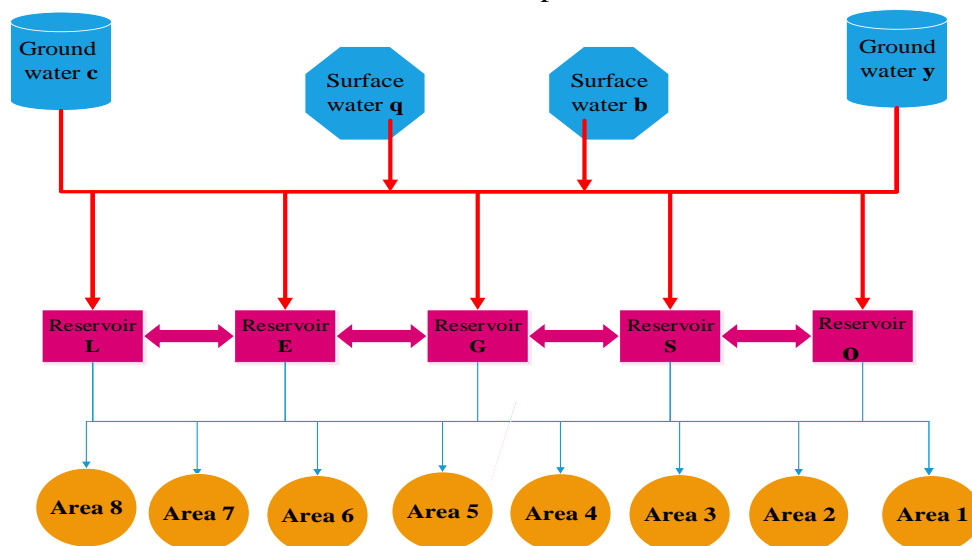 Ground
water c
Surface
water q
Surface
water b
Ground
water y
Reservoir
L
Reservoir
E
Reservoir
G
Reservoir
S
Reservoir
O
Area 8
Area 7
Area 6
Area 5
Area 4
Area 3
Area 2
Area 1